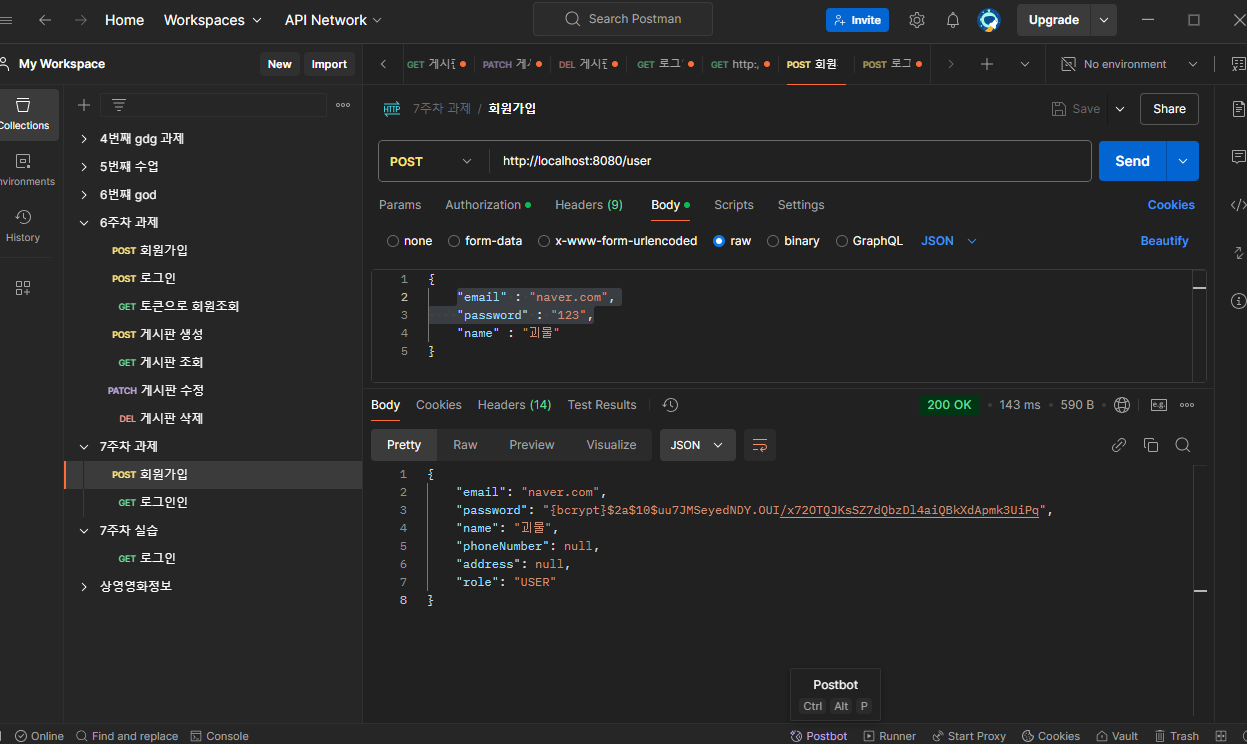 Home Workspaces API Network Search Postman Invite Upgrade
My Workspace New Import
GET 게시판 PATCH 게시 DEL 게시판 GET 로그 GET http:/ POST 회원 POST 로그 No environment
Collections
Environments
History
4번째 gdg 과제
5번째 수업
6번째 god
6주차 과제
POST 회원가입
POST 로그인
GET 토큰으로 회원조회
POST 게시판 생성
GET 게시판 조회
PATCH 게시판 수정
DEL 게시판 삭제
7주차 과제
POST 회원가입
GET 로그인인
7주차 실습
GET 로그인
상영영화정보
HTTP 7주차 과제 / 회원가입 Save Share
POST http://localhost:8080/user Send
Params Authorization Headers (9) Body Scripts Settings Cookies
none form-data x-www-form-urlencoded raw binary GraphQL JSON Beautify
1 {
2 "email" : "naver.com",
3 "password" : "123",
4 "name" : "괴물"
5 }
Body Cookies Headers (14) Test Results 200 OK 143 ms 590 B e.g.
Pretty Raw Preview Visualize JSON
1 {
2 "email": "naver.com",
3 "password": "{bcrypt}$2a$10$uu7JMSeyedNDY.OUI/x72OTQJKsSZ7dQbzDl4aiQBkXdApmk3UiPq",
4 "name": "괴물",
5 "phoneNumber": null,
6 "address": null,
7 "role": "USER"
8 }
Postbot
Ctrl Alt P
Online Find and replace Console Postbot Runner Start Proxy Cookies Vault Trash